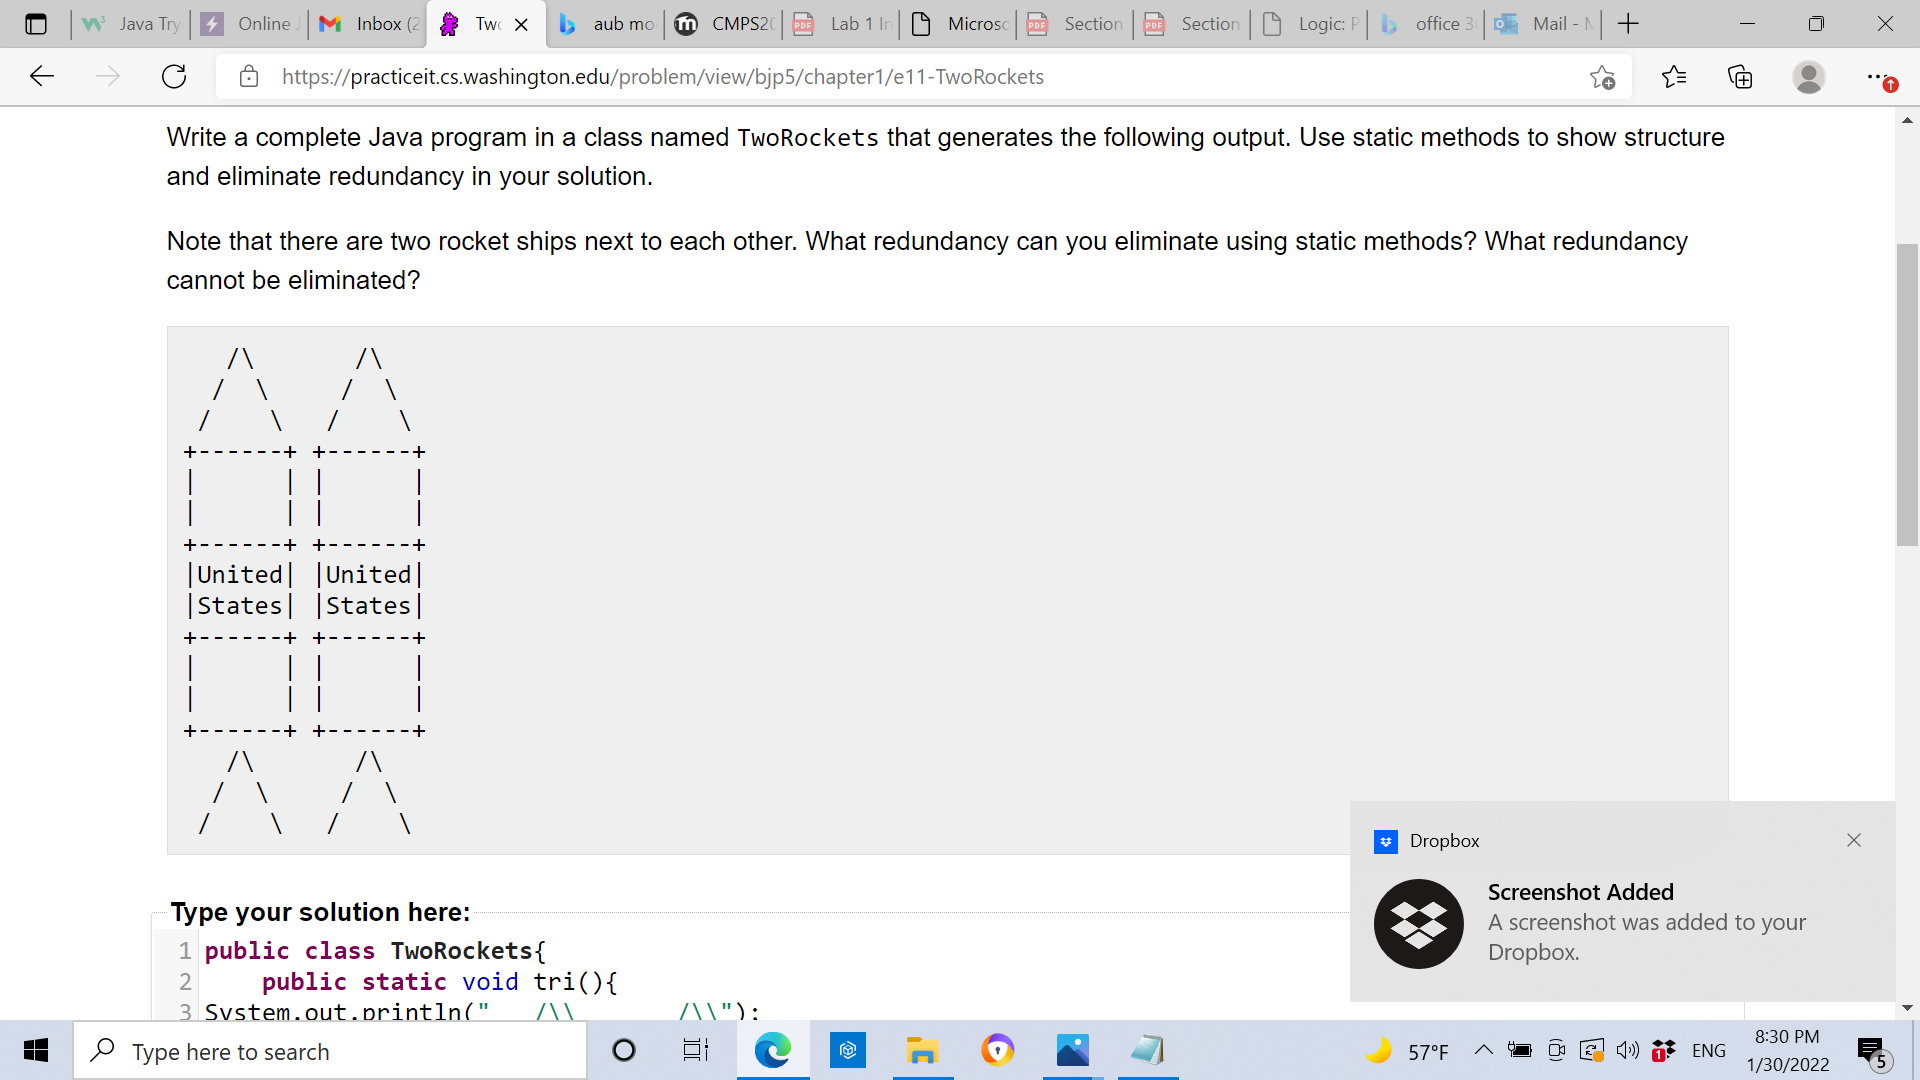 Java Try
Online J
Inbox (2
Two
aub mo
CMPS20
Lab 1 In
Microso
Section
Section
Logic: P
office 3
Mail - N
https://practiceit.cs.washington.edu/problem/view/bjp5/chapter1/e11-TwoRockets
Write a complete Java program in a class named TwoRockets that generates the following output. Use static methods to show structure
and eliminate redundancy in your solution.
Note that there are two rocket ships next to each other. What redundancy can you eliminate using static methods? What redundancy
cannot be eliminated?
   /\       /\
  /  \     /  \
 /    \   /    \
+------+ +------+
|      | |      |
|      | |      |
+------+ +------+
|United| |United|
|States| |States|
+------+ +------+
|      | |      |
|      | |      |
+------+ +------+
   /\       /\
  /  \     /  \
 /    \   /    \
Dropbox
Screenshot Added
A screenshot was added to your
Dropbox.
Type your solution here:
1 public class TwoRockets{
2     public static void tri(){
3 System.out.println("   /\\       /\\");
Type here to search
57°F
1
ENG
8:30 PM
1/30/2022
5